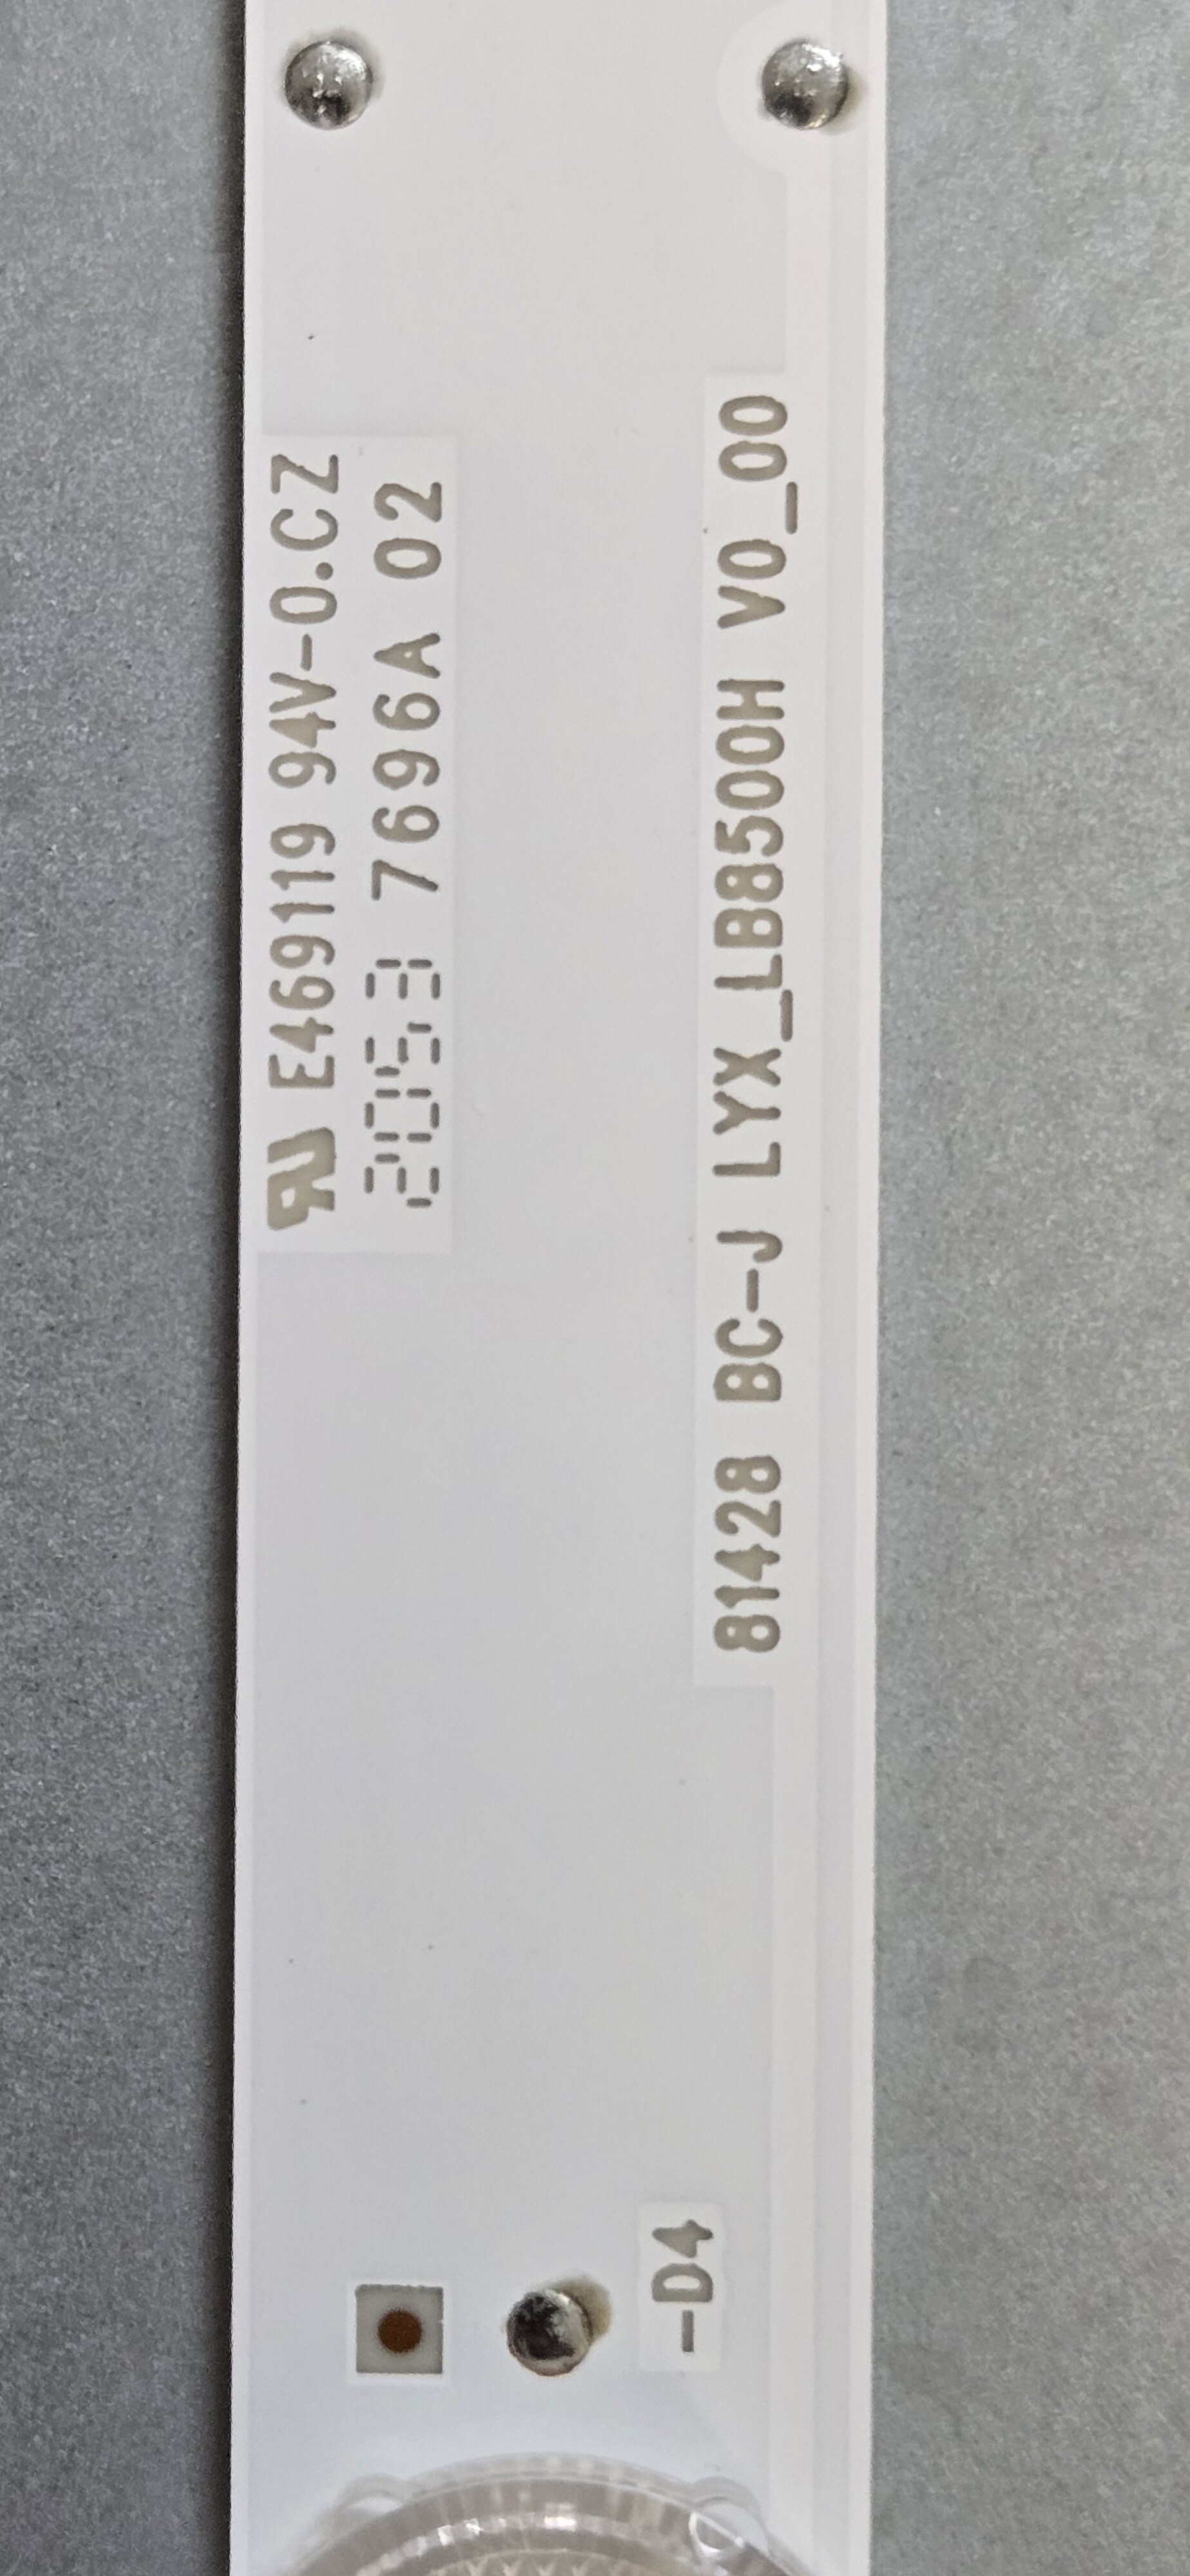 E469119 94V-0.CZ
2053 7696A 02
81428 BC-J LYX_LB8500H V0_00
-D4